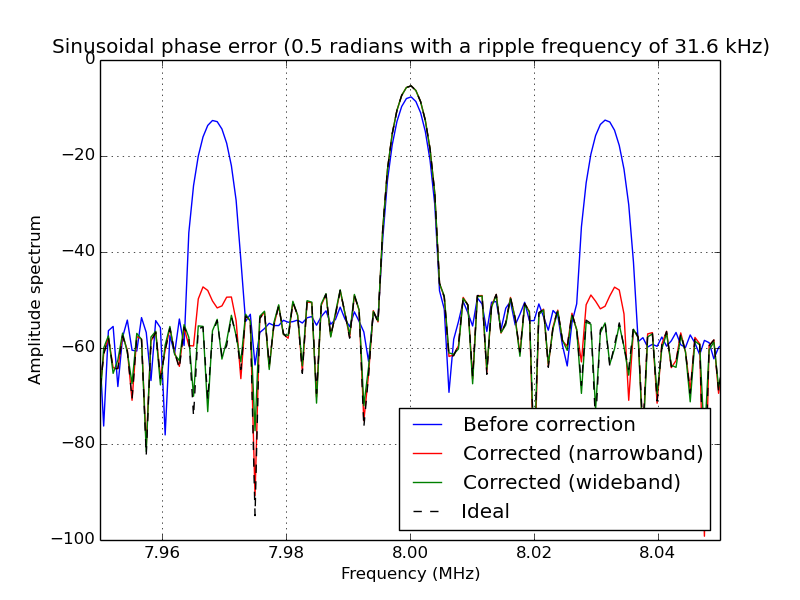 Sinusoidal phase error (0.5 radians with a ripple frequency of 31.6 kHz)
0
−20
−40
−60
−80
−100
Amplitude spectrum
7.96
7.98
8.00
8.02
8.04
Frequency (MHz)
Before correction
Corrected (narrowband)
Corrected (wideband)
Ideal